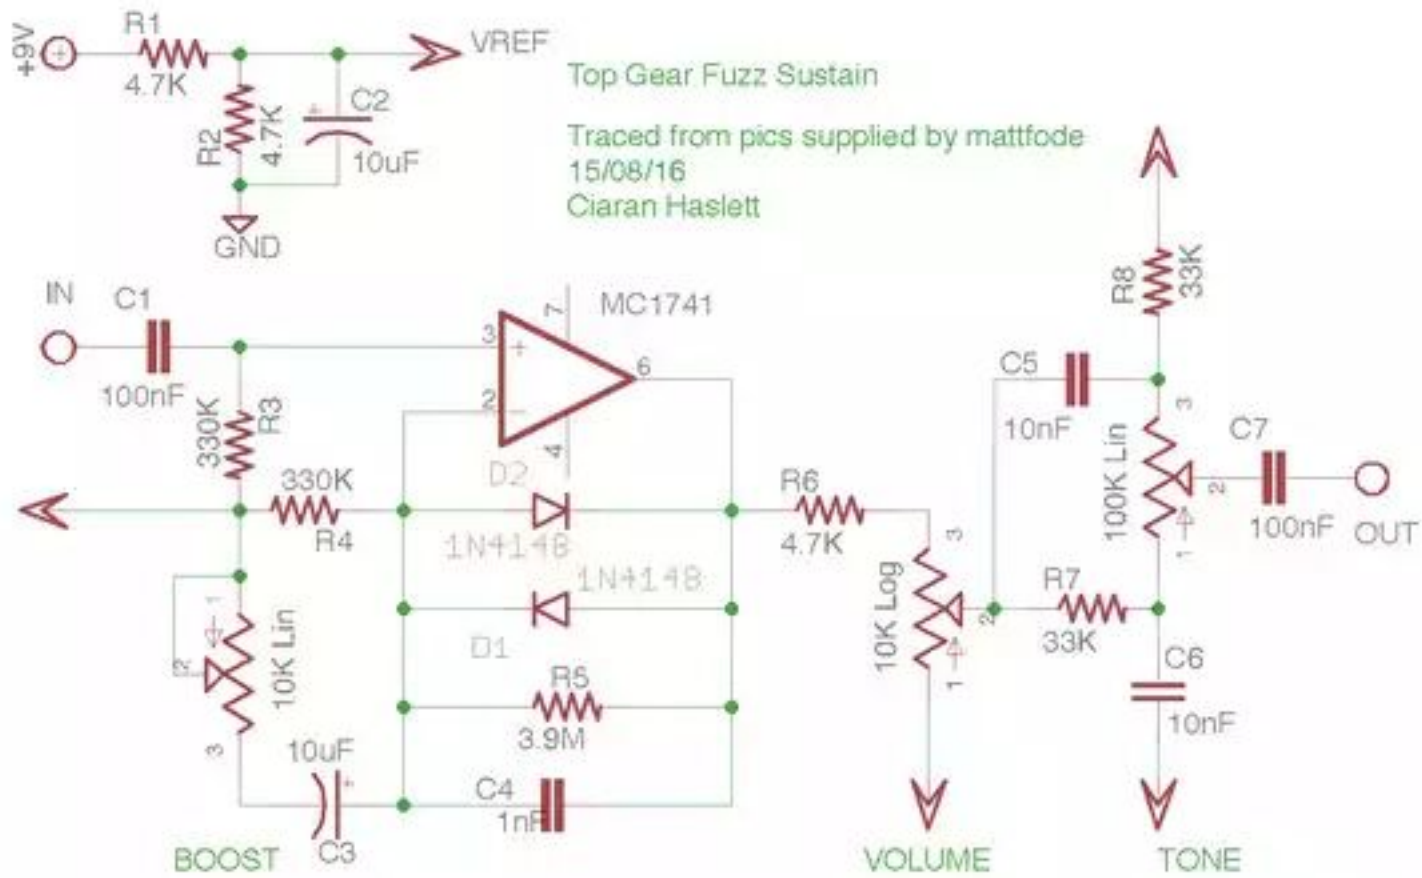 +9V
R1
4.7K
R2
4.7K
C2
10uF
VREF
GND
Top Gear Fuzz Sustain
Traced from pics supplied by mattfode
15/08/16
Ciaran Haslett
IN
C1
100nF
330K
R3
330K
R4
3
2
7
4
6
+
MC1741
D2
1N4148
1N4148
D1
R5
3.9M
C4
1nF
10uF
C3
1
2
3
10K Lin
BOOST
R6
4.7K
10K Log
3
2
1
VOLUME
C5
10nF
R7
33K
R8
33K
100K Lin
3
2
1
C6
10nF
C7
100nF
OUT
TONE